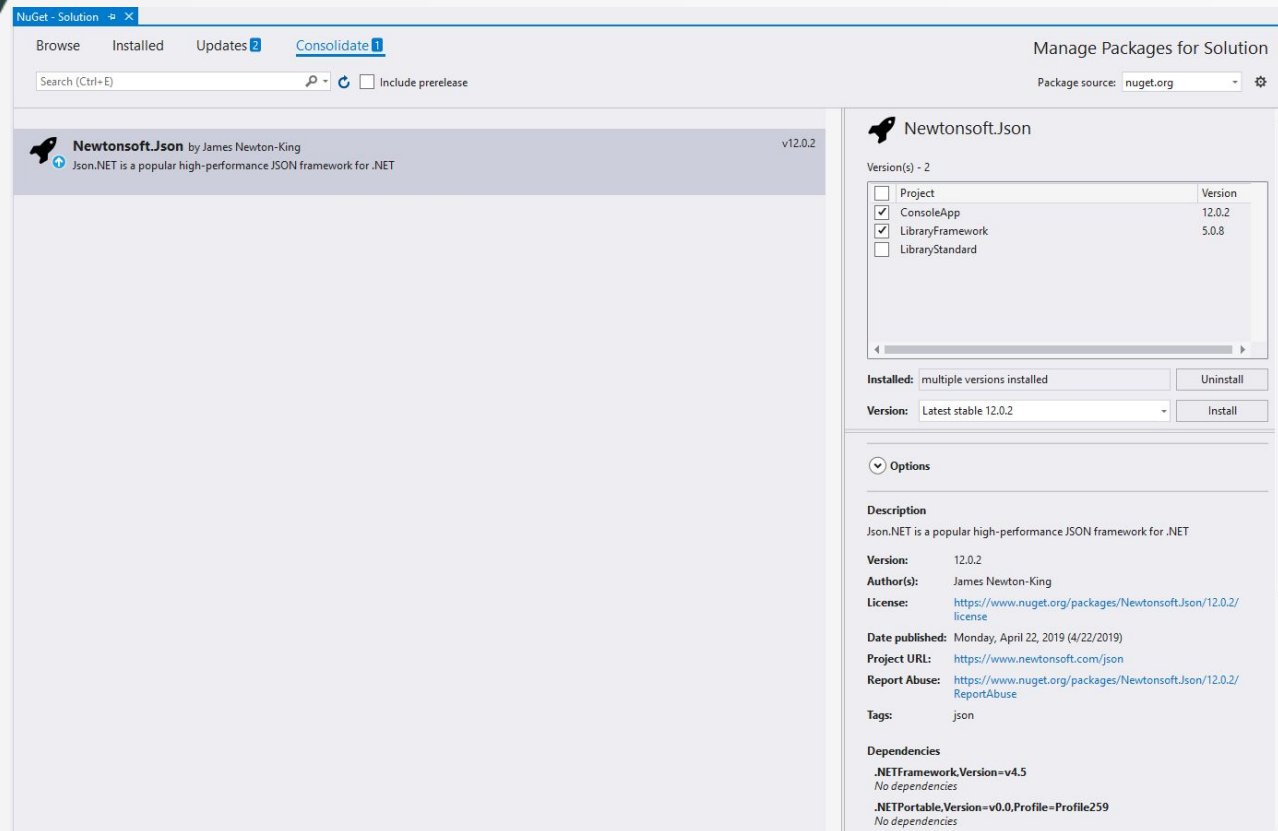 NuGet - Solution
Browse Installed Updates 2 Consolidate 1
Manage Packages for Solution
Search (Ctrl+E)
Include prerelease
Package source: nuget.org
Newtonsoft.Json by James Newton-King
v12.0.2
Json.NET is a popular high-performance JSON framework for .NET
Newtonsoft.Json
Version(s) - 2
Project Version
ConsoleApp 12.0.2
LibraryFramework 5.0.8
LibraryStandard
Installed: multiple versions installed Uninstall
Version: Latest stable 12.0.2 Install
Options
Description
Json.NET is a popular high-performance JSON framework for .NET
Version: 12.0.2
Author(s): James Newton-King
License: https://www.nuget.org/packages/Newtonsoft.Json/12.0.2/
license
Date published: Monday, April 22, 2019 (4/22/2019)
Project URL: https://www.newtonsoft.com/json
Report Abuse: https://www.nuget.org/packages/Newtonsoft.Json/12.0.2/
ReportAbuse
Tags: json
Dependencies
.NETFramework,Version=v4.5
No dependencies
.NETPortable,Version=v0.0,Profile=Profile259
No dependencies